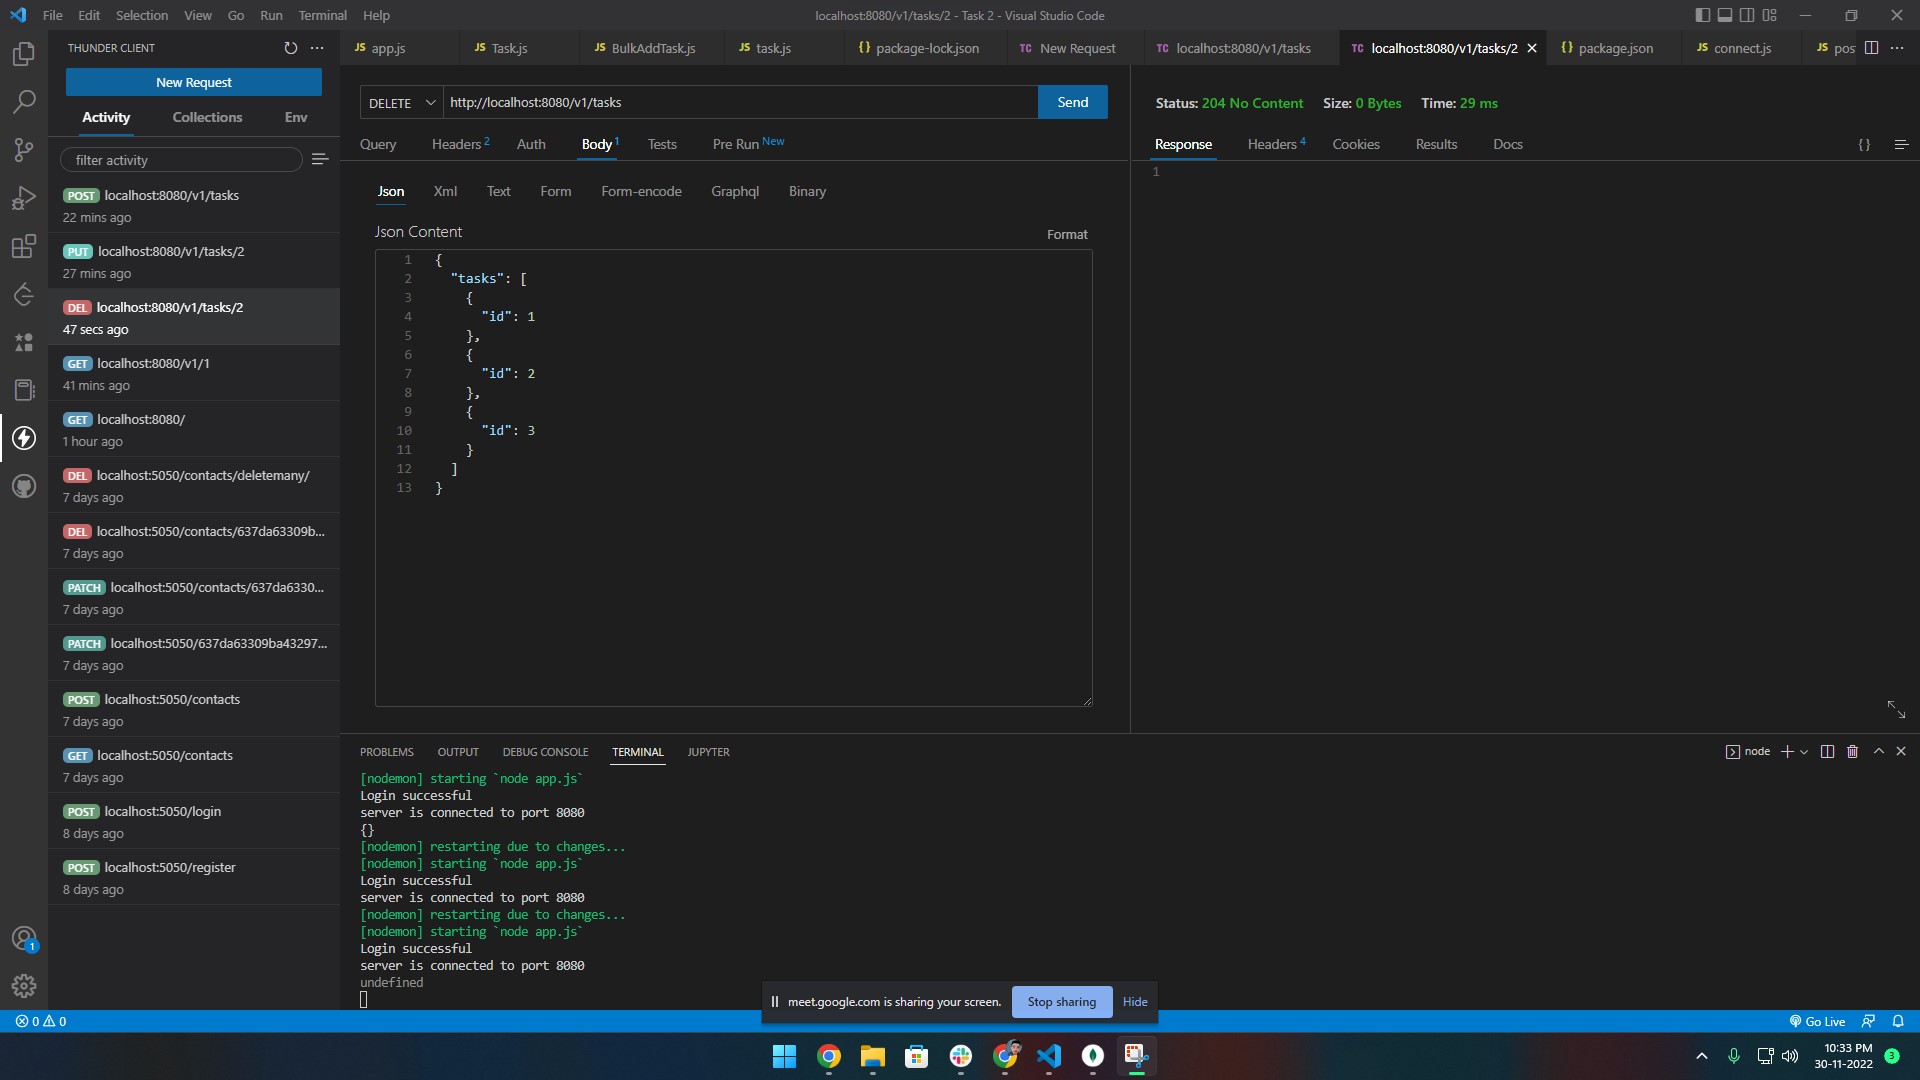 File Edit Selection View Go Run Terminal Help
localhost:8080/v1/tasks/2 - Task 2 - Visual Studio Code
THUNDER CLIENT
New Request
Activity Collections Env
filter activity
POST localhost:8080/v1/tasks
22 mins ago
PUT localhost:8080/v1/tasks/2
27 mins ago
DEL localhost:8080/v1/tasks/2
47 secs ago
GET localhost:8080/v1/1
41 mins ago
GET localhost:8080/
1 hour ago
DEL localhost:5050/contacts/deletemany/
7 days ago
DEL localhost:5050/contacts/637da63309b...
7 days ago
PATCH localhost:5050/contacts/637da6330...
7 days ago
PATCH localhost:5050/637da63309ba43297...
7 days ago
POST localhost:5050/contacts
7 days ago
GET localhost:5050/contacts
7 days ago
POST localhost:5050/login
8 days ago
POST localhost:5050/register
8 days ago
1
JS app.js JS Task.js JS BulkAddTask.js JS task.js {} package-lock.json TC New Request TC localhost:8080/v1/tasks TC localhost:8080/v1/tasks/2 {} package.json JS connect.js JS pos
DELETE http://localhost:8080/v1/tasks Send
Query Headers 2 Auth Body 1 Tests Pre Run New
Json Xml Text Form Form-encode Graphql Binary
Json Content
Format
1 {
2 "tasks": [
3 {
4 "id": 1
5 },
6 {
7 "id": 2
8 },
9 {
10 "id": 3
11 }
12 ]
13 }
Status: 204 No Content Size: 0 Bytes Time: 29 ms
Response Headers 4 Cookies Results Docs {}
1
PROBLEMS OUTPUT DEBUG CONSOLE TERMINAL JUPYTER
node
[nodemon] starting `node app.js`
Login successful
server is connected to port 8080
{}
[nodemon] restarting due to changes...
[nodemon] starting `node app.js`
Login successful
server is connected to port 8080
[nodemon] restarting due to changes...
[nodemon] starting `node app.js`
Login successful
server is connected to port 8080
undefined
meet.google.com is sharing your screen. Stop sharing Hide
0 0
Go Live
10:33 PM
30-11-2022
3